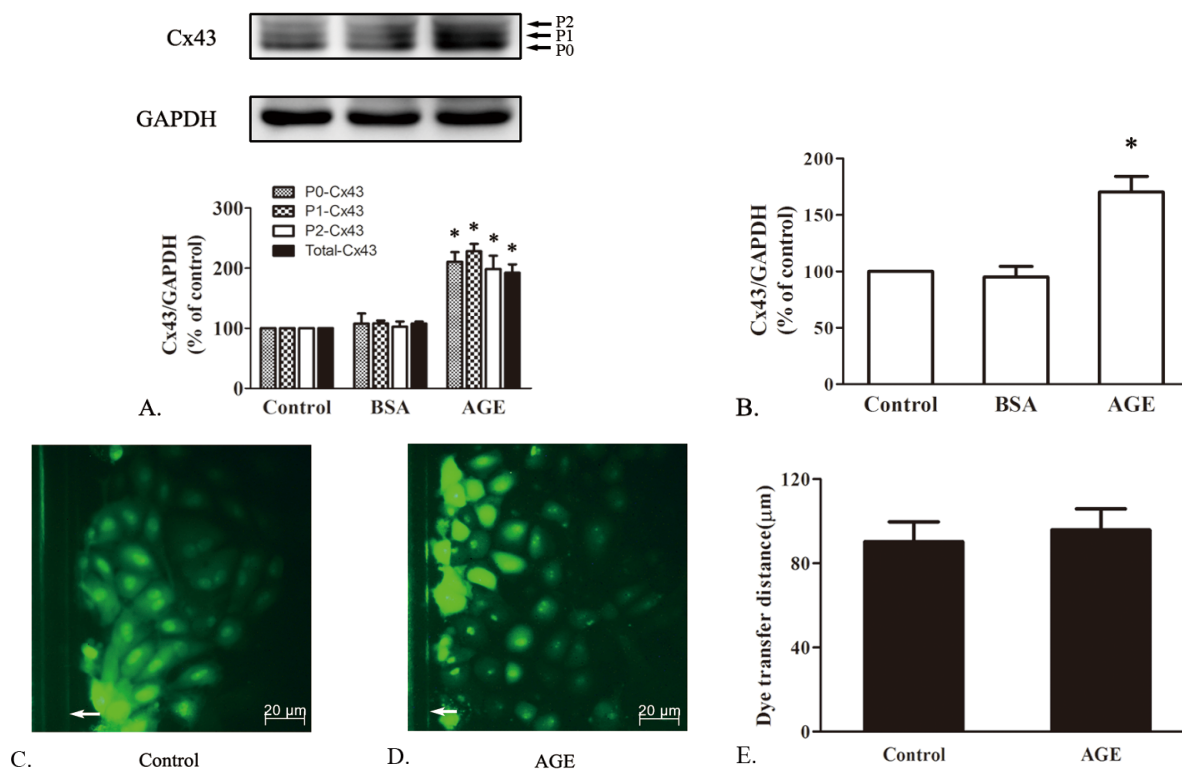 Cx43
P2
P1
P0
GAPDH
P0-Cx43
P1-Cx43
P2-Cx43
Total-Cx43
Cx43/GAPDH
(% of control)
300
200
100
0
* * * *
Control BSA AGE
A.
Cx43/GAPDH
(% of control)
200
150
100
50
0
*
Control BSA AGE
B.
20 μm
C. Control
20 μm
D. AGE
Dye transfer distance(μm)
120
80
40
0
Control AGE
E.